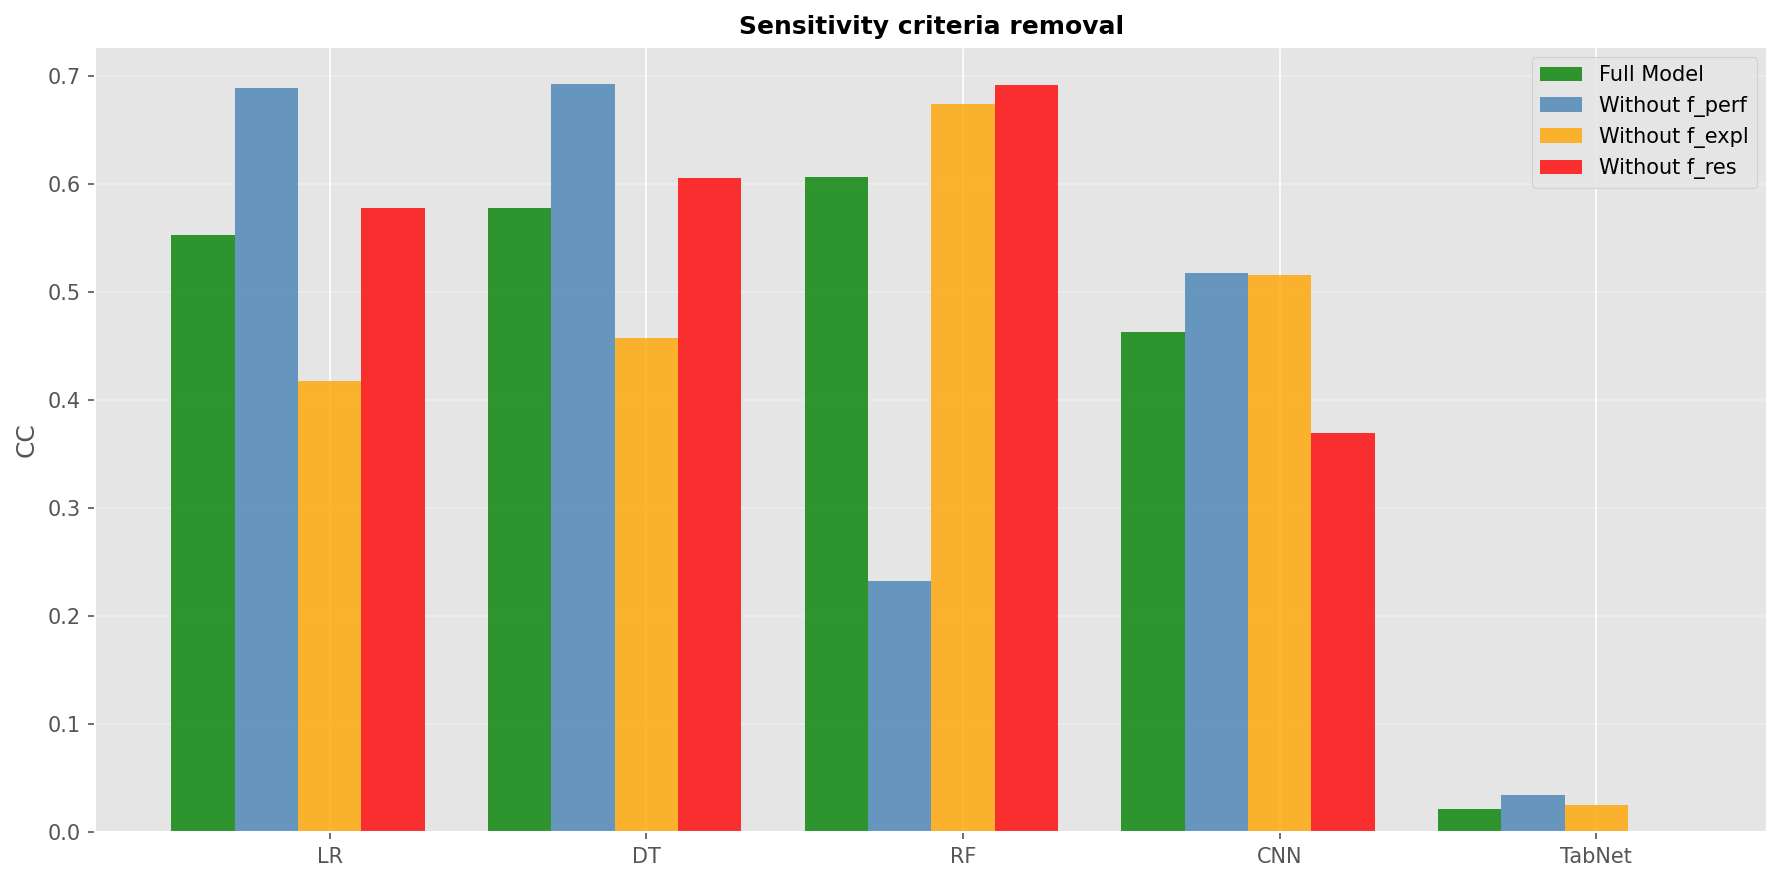 Sensitivity criteria removal
Full Model
Without f_perf
Without f_expl
Without f_res
CC
0.7
0.6
0.5
0.4
0.3
0.2
0.1
0.0
LR DT RF CNN TabNet